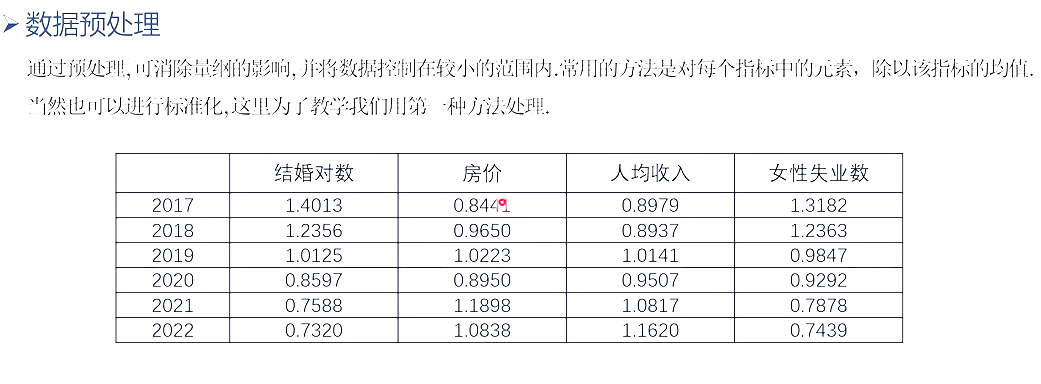 数据预处理
通过预处理,可消除量纲的影响,并将数据控制在较小的范围内.常用的方法是对每个指标中的元素，除以该指标的均值.
当然也可以进行标准化,这里为了教学我们用第一种方法处理.
结婚对数 房价 人均收入 女性失业数
2017 1.4013 0.8441 0.8979 1.3182
2018 1.2356 0.9650 0.8937 1.2363
2019 1.0125 1.0223 1.0141 0.9847
2020 0.8597 0.8950 0.9507 0.9292
2021 0.7588 1.1898 1.0817 0.7878
2022 0.7320 1.0838 1.1620 0.7439